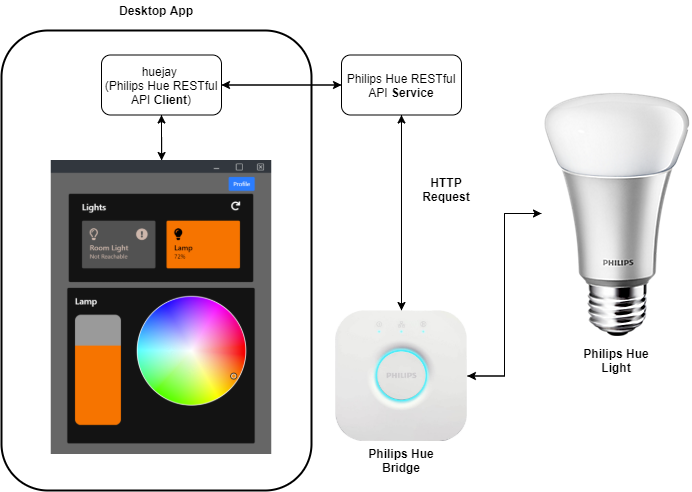 Desktop App
huejay
(Philips Hue RESTful
API Client)
Philips Hue RESTful
API Service
Profile
Lights
Room Light
Not Reachable
Lamp
72%
Lamp
HTTP
Request
PHILIPS
Philips Hue
Bridge
PHILIPS
Philips Hue
Light